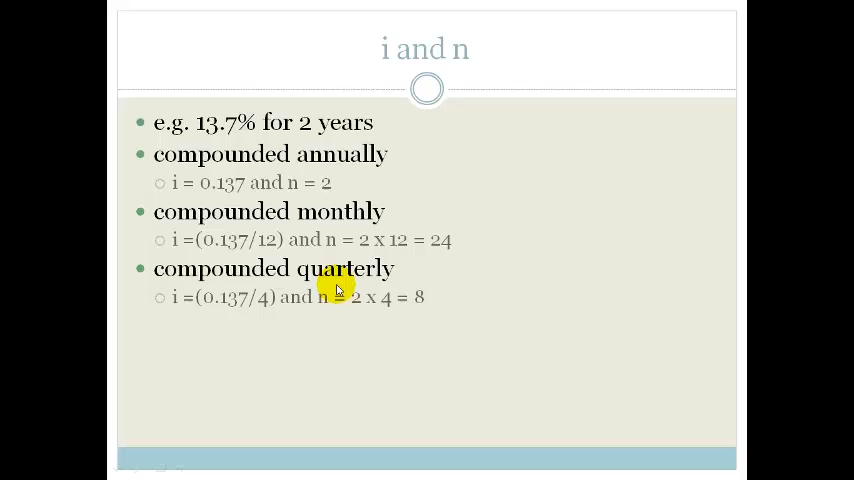 i and n
e.g. 13.7% for 2 years
compounded annually
i = 0.137 and n = 2
compounded monthly
i =(0.137/12) and n = 2 x 12 = 24
compounded quarterly
i =(0.137/4) and n = 2 x 4 = 8